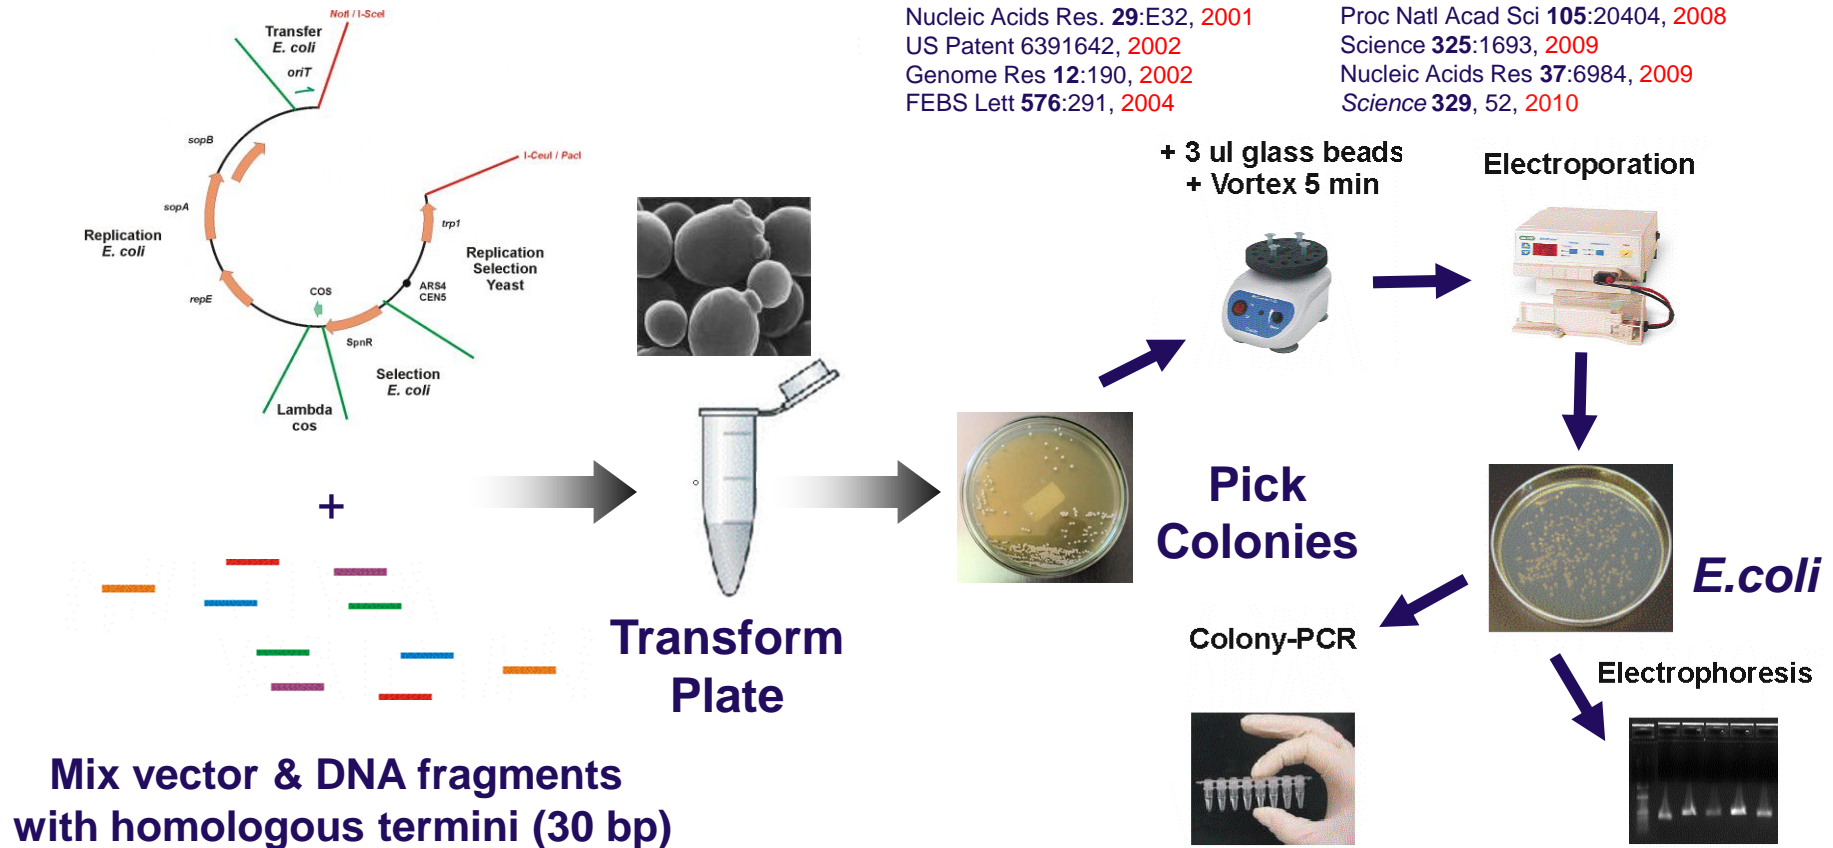 Nucleic Acids Res. 29:E32, 2001
US Patent 6391642, 2002
Genome Res 12:190, 2002
FEBS Lett 576:291, 2004
Proc Natl Acad Sci 105:20404, 2008
Science 325:1693, 2009
Nucleic Acids Res 37:6984, 2009
Science 329, 52, 2010
NotI / I-SceI
Transfer
E. coli
oriT
sopB
I-CeuI / PacI
sopA
trp1
Replication
E. coli
Replication
Selection
Yeast
ARS4
CEN5
repE
COS
SpnR
Selection
E. coli
Lambda
cos
+
Mix vector & DNA fragments
with homologous termini (30 bp)
Transform
Plate
Pick
Colonies
+ 3 ul glass beads
+ Vortex 5 min
Electroporation
E.coli
Colony-PCR
Electrophoresis